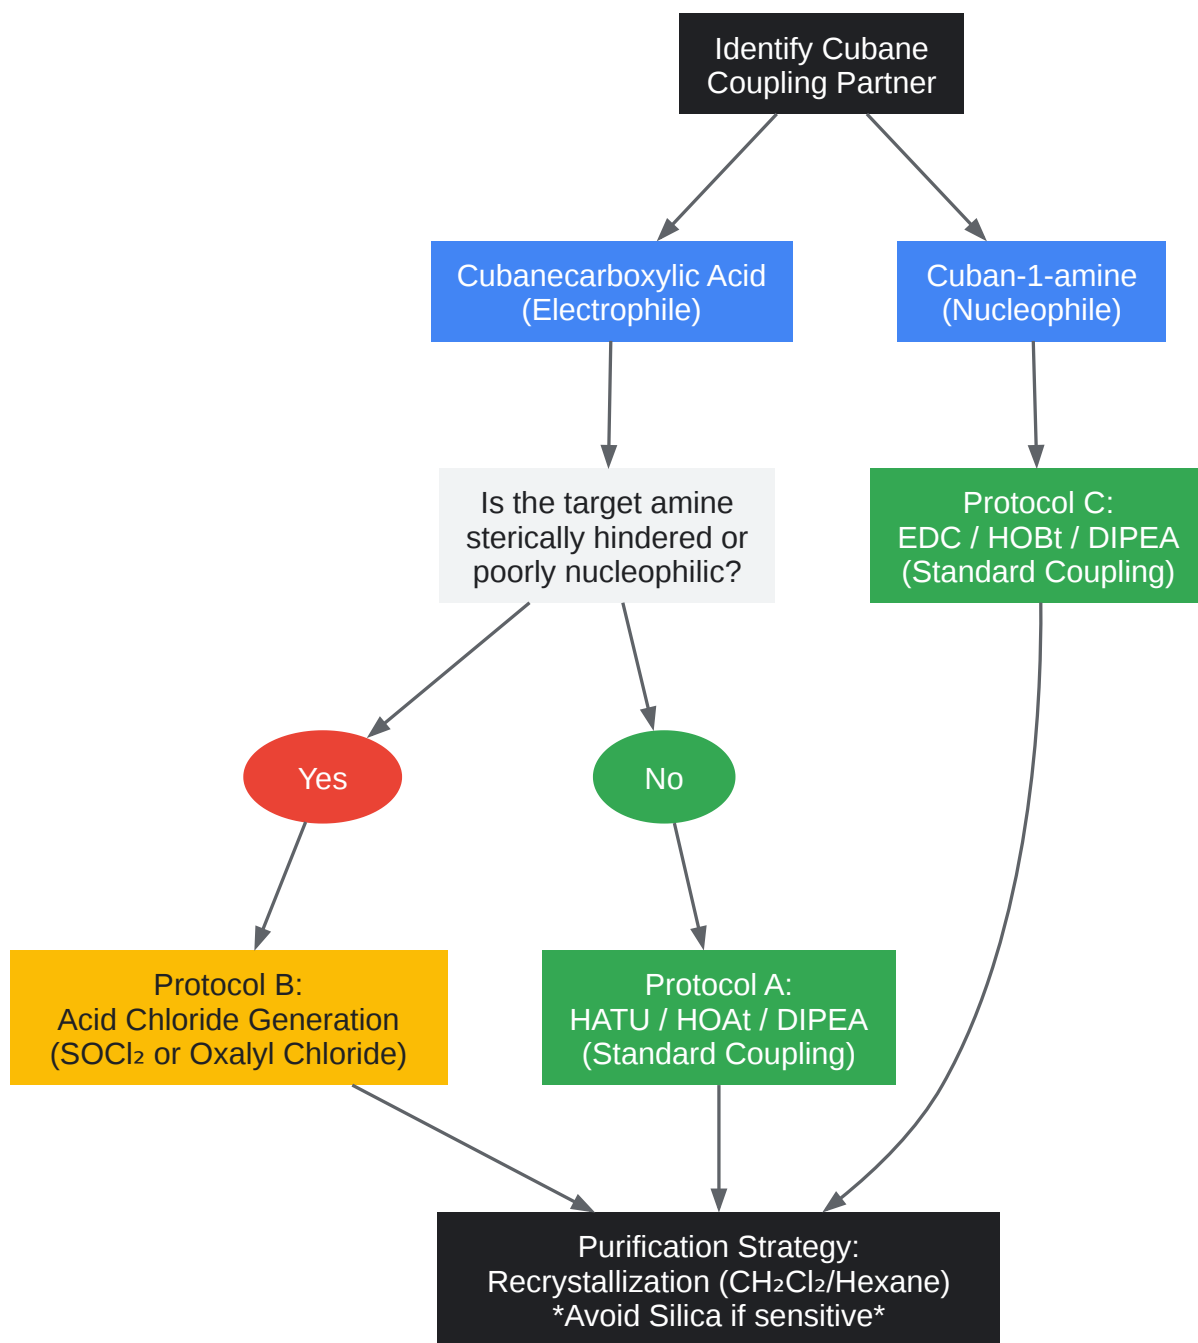 Identify Cubane
Coupling Partner
Cubanecarboxylic Acid
(Electrophile)
Cuban-1-amine
(Nucleophile)
Is the target amine
sterically hindered or
poorly nucleophilic?
Protocol C:
EDC / HOBt / DIPEA
(Standard Coupling)
Yes
No
Protocol B:
Acid Chloride Generation
(SOCl₂ or Oxalyl Chloride)
Protocol A:
HATU / HOAt / DIPEA
(Standard Coupling)
Purification Strategy:
Recrystallization (CH₂Cl₂/Hexane)
*Avoid Silica if sensitive*